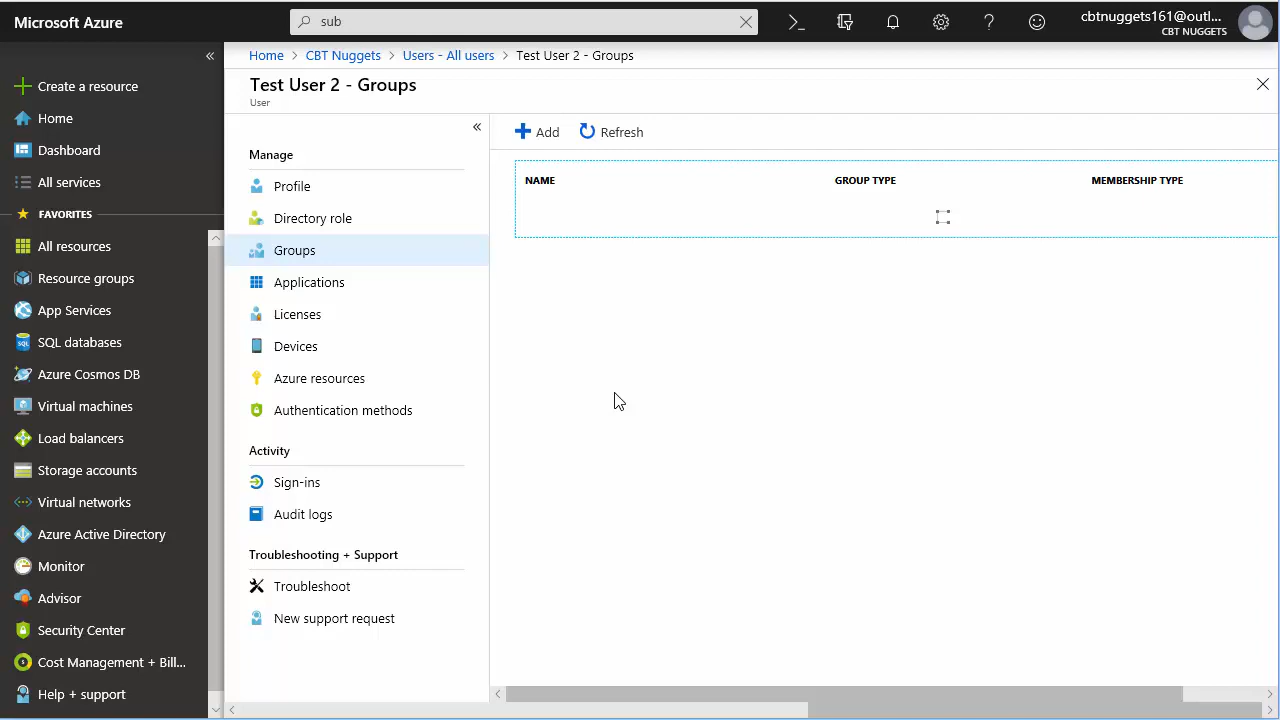 Microsoft Azure
sub
cbtnuggets161@outl...
CBT NUGGETS
Create a resource
Home
Dashboard
All services
FAVORITES
All resources
Resource groups
App Services
SQL databases
Azure Cosmos DB
Virtual machines
Load balancers
Storage accounts
Virtual networks
Azure Active Directory
Monitor
Advisor
Security Center
Cost Management + Bill...
Help + support
Home > CBT Nuggets > Users - All users > Test User 2 - Groups
Test User 2 - Groups
User
Manage
Profile
Directory role
Groups
Applications
Licenses
Devices
Azure resources
Authentication methods
Activity
Sign-ins
Audit logs
Troubleshooting + Support
Troubleshoot
New support request
Add Refresh
NAME GROUP TYPE MEMBERSHIP TYPE